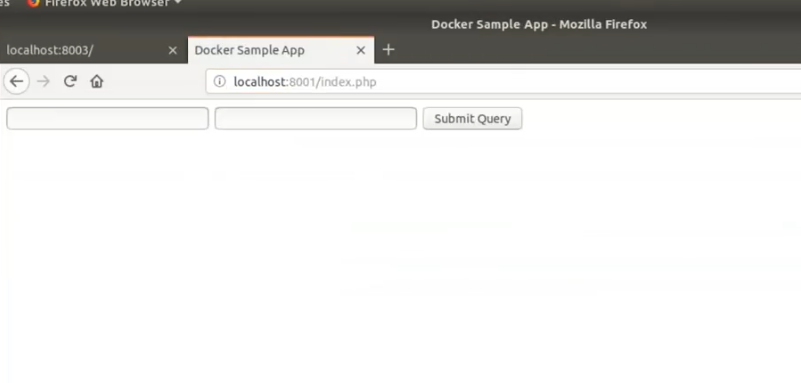 es Firefox Web Browser
Docker Sample App - Mozilla Firefox
localhost:8003/ Docker Sample App
localhost:8001/index.php
Submit Query